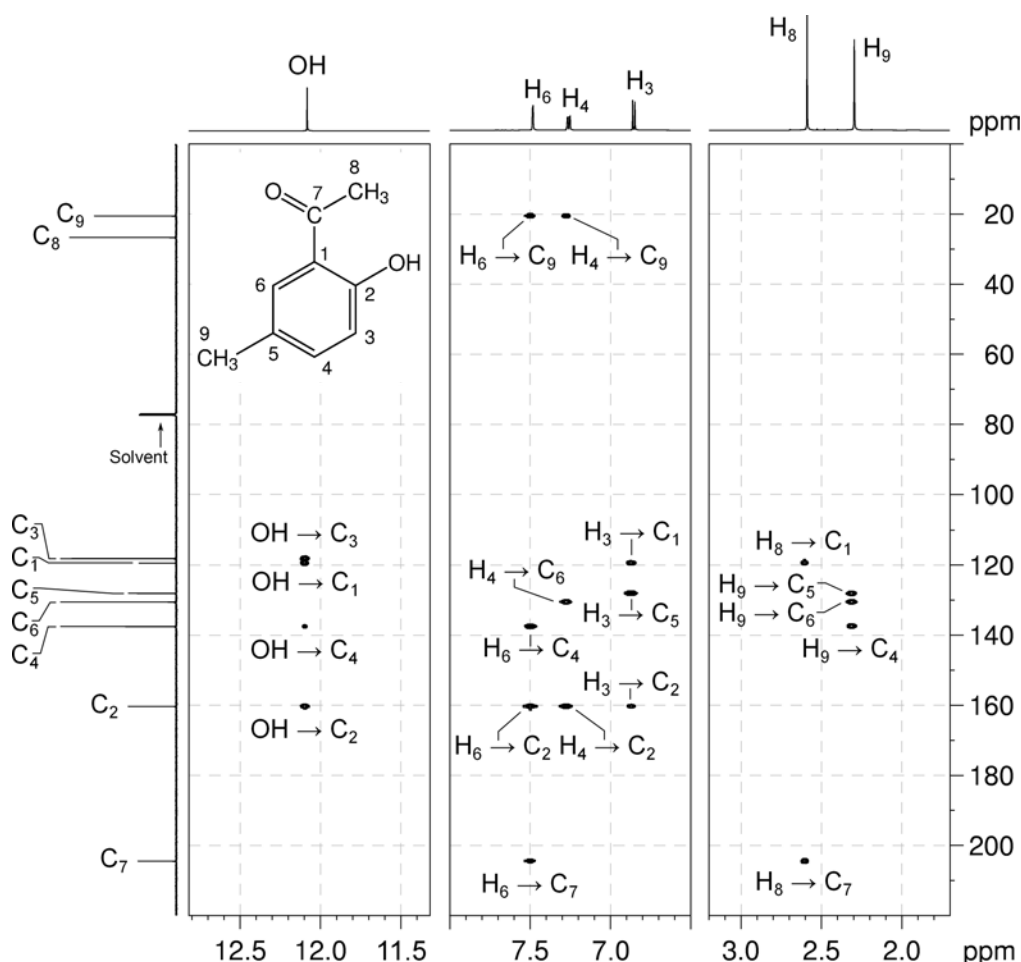 H₈
H₉
OH
H₆
H₄
H₃
ppm
C₉
C₈
O
7
8
CH₃
1
OH
6
2
9
CH₃
5
4
3
H₆ → C₉
H₄ → C₉
20
40
60
80
Solvent
100
C₃
C₁
C₅
C₆
C₄
OH → C₃
OH → C₁
H₃ → C₁
H₄ → C₆
H₈ → C₁
H₉ → C₅
H₉ → C₆
120
H₃ → C₅
OH → C₄
H₆ → C₄
H₉ → C₄
140
C₂
H₃ → C₂
160
OH → C₂
H₆ → C₂
H₄ → C₂
180
C₇
200
H₆ → C₇
H₈ → C₇
12.5 12.0 11.5 7.5 7.0 3.0 2.5 2.0 ppm